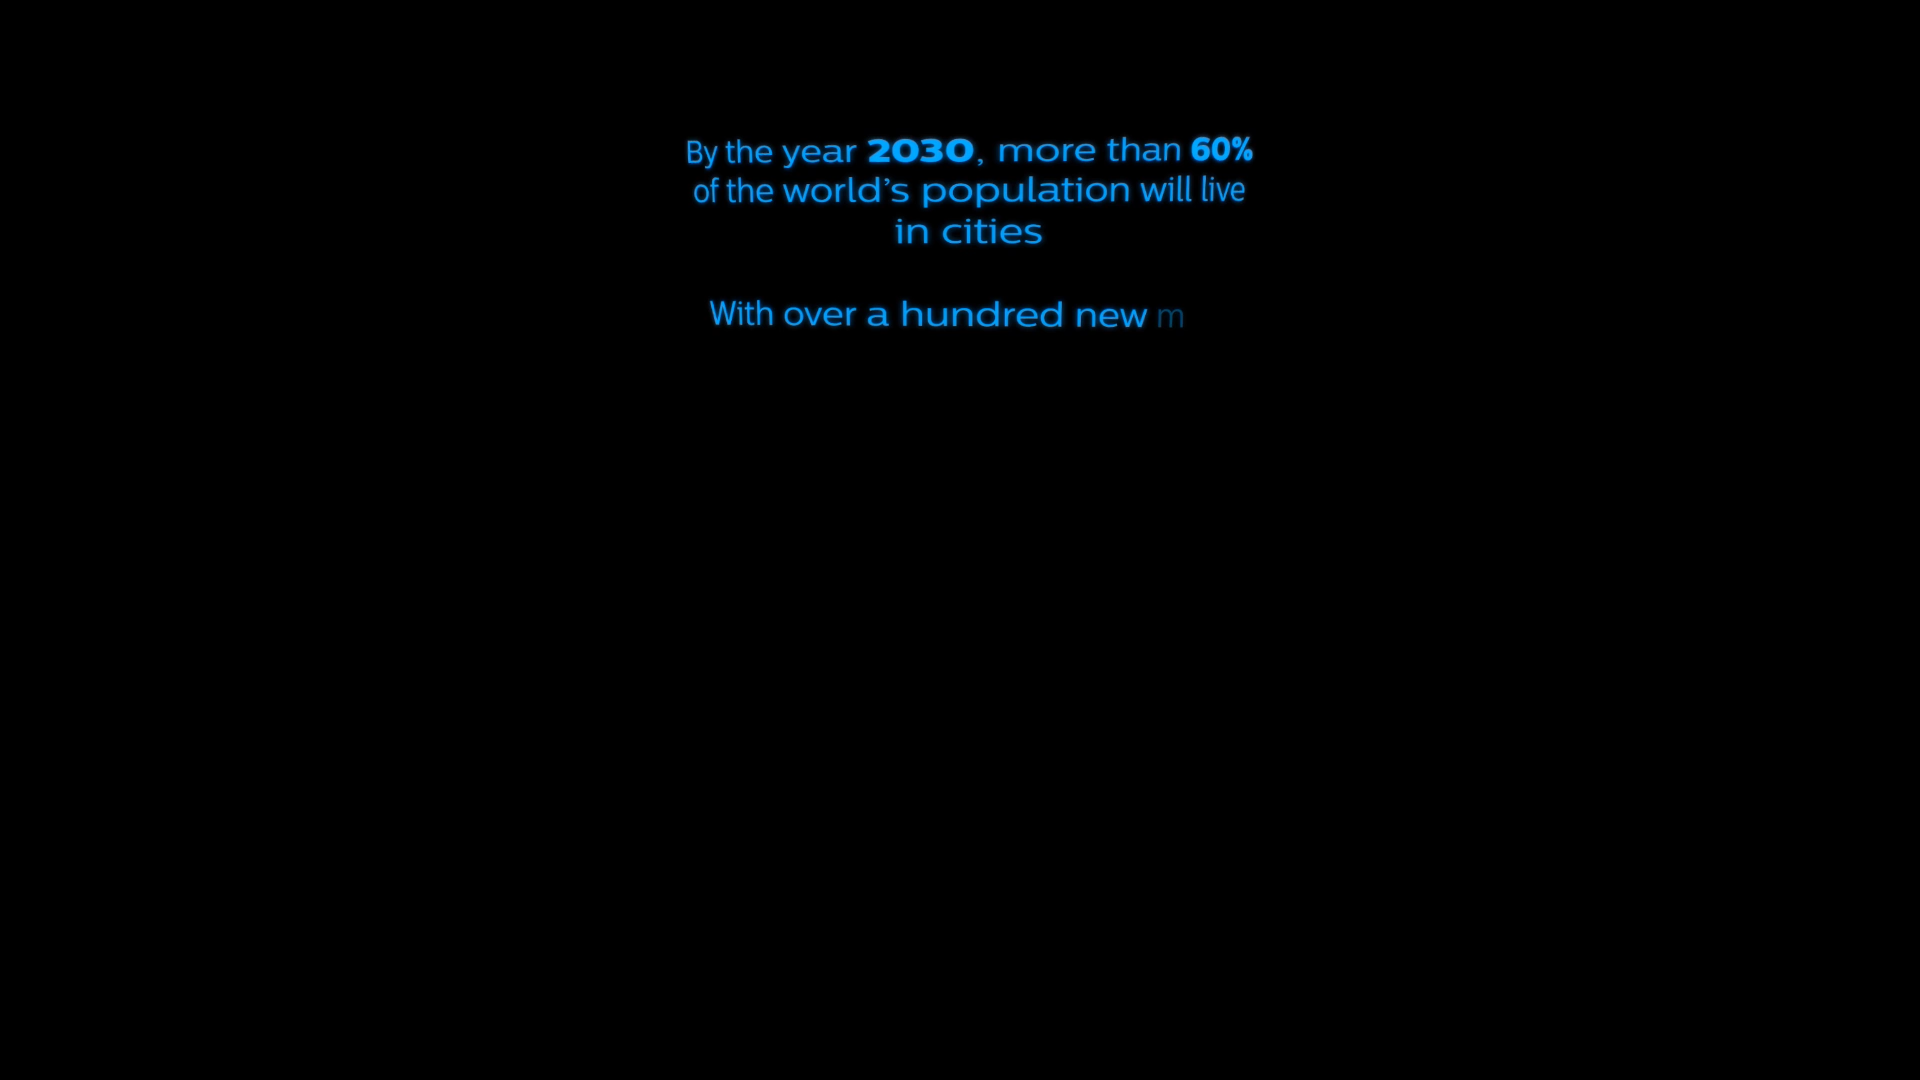 By the year 2030, more than 60%
of the world’s population will live
in cities
With over a hundred new m